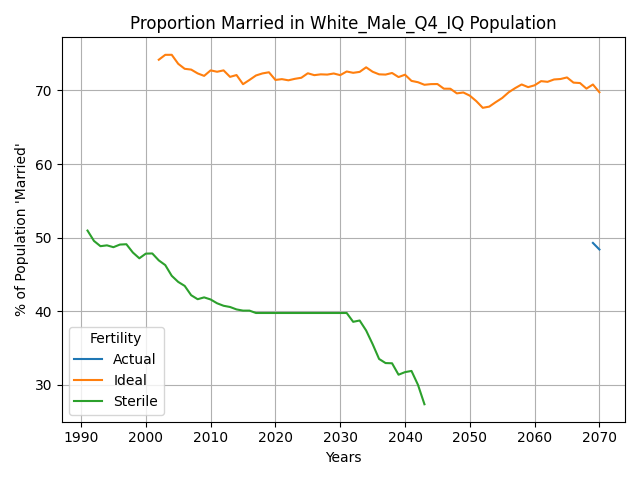 Proportion Married in White_Male_Q4_IQ Population
% of Population 'Married'
70
60
50
40
30
Fertility
Actual
Ideal
Sterile
1990 2000 2010 2020 2030 2040 2050 2060 2070
Years